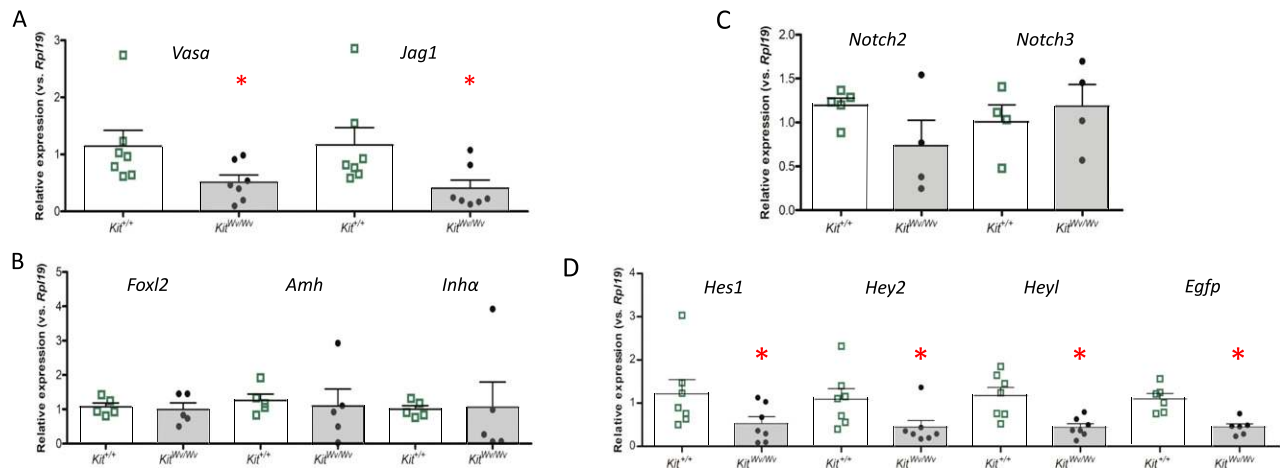 A
Relative expression (vs. Rpl19)
3
2
1
0
Vasa
Jag1
*
*
Kit+/+
KitWv/Wv
Kit+/+
KitWv/Wv
B
Relative expression (vs. Rpl19)
5
4
3
2
1
0
Foxl2
Amh
Inhα
Kit+/+
KitWv/Wv
Kit+/+
KitWv/Wv
Kit+/+
KitWv/Wv
C
Relative expression (vs. Rpl19)
2.0
1.5
1.0
0.5
0.0
Notch2
Notch3
Kit+/+
KitWv/Wv
Kit+/+
KitWv/Wv
D
Relative expression (vs. Rpl19)
4
3
2
1
0
Hes1
Hey2
Heyl
Egfp
*
*
*
*
Kit+/+
KitWv/Wv
Kit+/+
KitWv/Wv
Kit+/+
KitWv/Wv
Kit+/+
KitWv/Wv